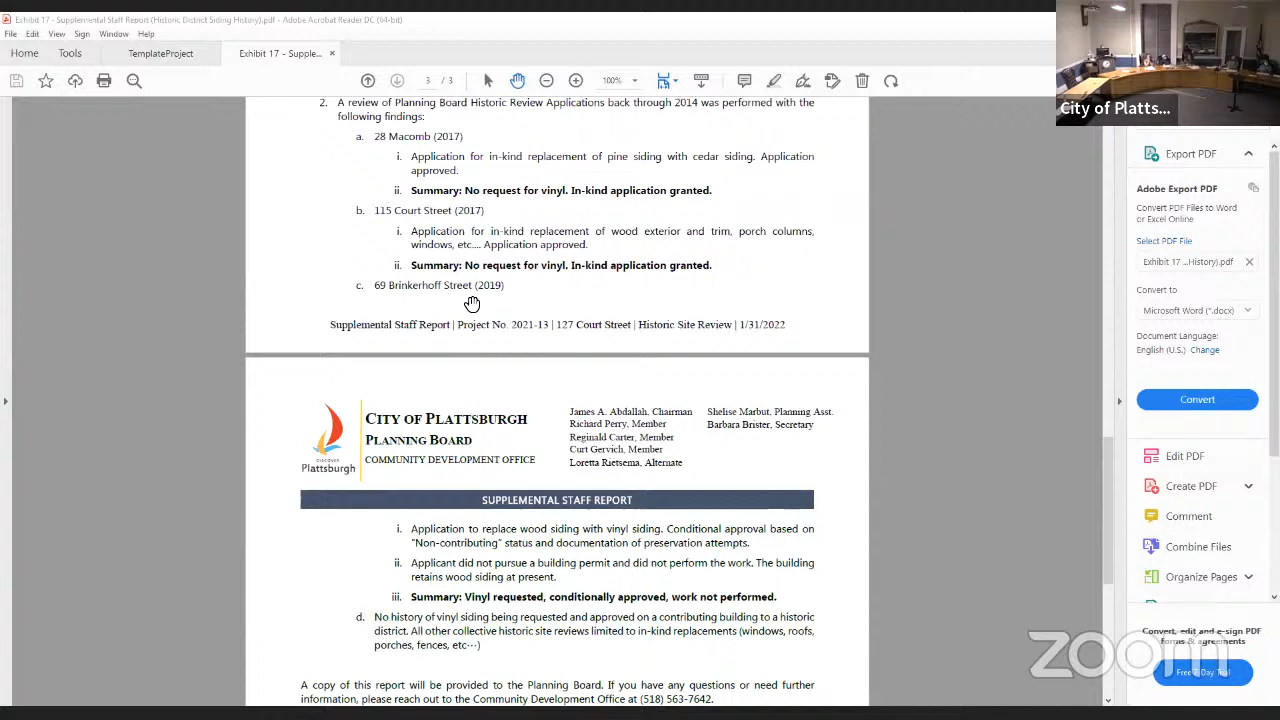 Exhibit 17 - Supplemental Staff Report (Historic District Siding History).pdf - Adobe Acrobat Reader DC (64-bit)
File Edit View Sign Window Help
Home Tools TemplateProject Exhibit 17 - Supple... ×
3 / 3 100%
City of Platts...
2. A review of Planning Board Historic Review Applications back through 2014 was performed with the
following findings:
a. 28 Macomb (2017)
i. Application for in-kind replacement of pine siding with cedar siding. Application
approved.
ii. Summary: No request for vinyl. In-kind application granted.
b. 115 Court Street (2017)
i. Application for in-kind replacement of wood exterior and trim, porch columns,
windows, etc.... Application approved.
ii. Summary: No request for vinyl. In-kind application granted.
c. 69 Brinkerhoff Street (2019)
Supplemental Staff Report | Project No. 2021-13 | 127 Court Street | Historic Site Review | 1/31/2022
DISCOVER
Plattsburgh
CITY OF PLATTSBURGH
PLANNING BOARD
COMMUNITY DEVELOPMENT OFFICE
James A. Abdallah, Chairman
Richard Perry, Member
Reginald Carter, Member
Curt Gervich, Member
Loretta Rietsema, Alternate
Shelise Marbut, Planning Asst.
Barbara Brister, Secretary
SUPPLEMENTAL STAFF REPORT
i. Application to replace wood siding with vinyl siding. Conditional approval based on
"Non-contributing" status and documentation of preservation attempts.
ii. Applicant did not pursue a building permit and did not perform the work. The building
retains wood siding at present.
iii. Summary: Vinyl requested, conditionally approved, work not performed.
d. No history of vinyl siding being requested and approved on a contributing building to a historic
district. All other collective historic site reviews limited to in-kind replacements (windows, roofs,
porches, fences, etc…)
A copy of this report will be provided to the Planning Board. If you have any questions or need further
information, please reach out to the Community Development Office at (518) 563-7642.
Export PDF
Adobe Export PDF
Convert PDF Files to Word
or Excel Online
Select PDF File
Exhibit 17 ...History).pdf ×
Convert to
Microsoft Word (*.docx)
Document Language:
English (U.S.) Change
Convert
Edit PDF
Create PDF
Comment
Combine Files
Organize Pages
Convert, edit and e-sign PDF
forms & agreements
Free 7-Day Trial
zoom